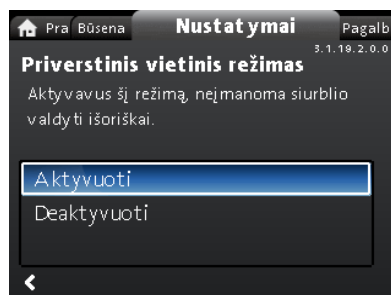 Pra Būsena Nustatymai Pagalb
3.1.19.2.0.0
Priverstinis vietinis režimas
Aktyvavus šį režimą, neįmanoma siurblio
valdyti išoriškai.
Aktyvuoti
Deaktyvuoti